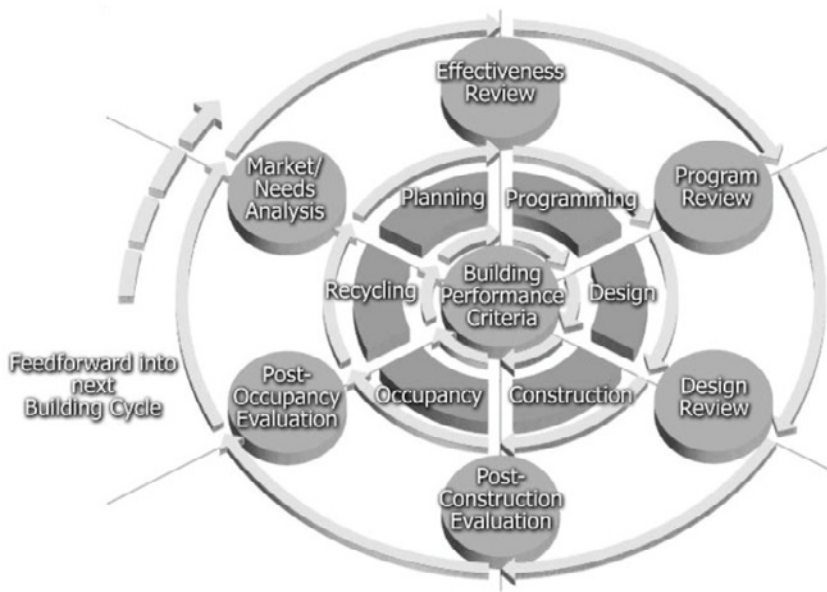 Effectiveness
Review
Market/
Needs
Analysis
Planning
Programming
Program
Review
Recycling
Building
Performance
Criteria
Design
Feedforward into
next
Building Cycle
Post-
Occupancy
Evaluation
Occupancy
Construction
Design
Review
Post-
Construction
Evaluation